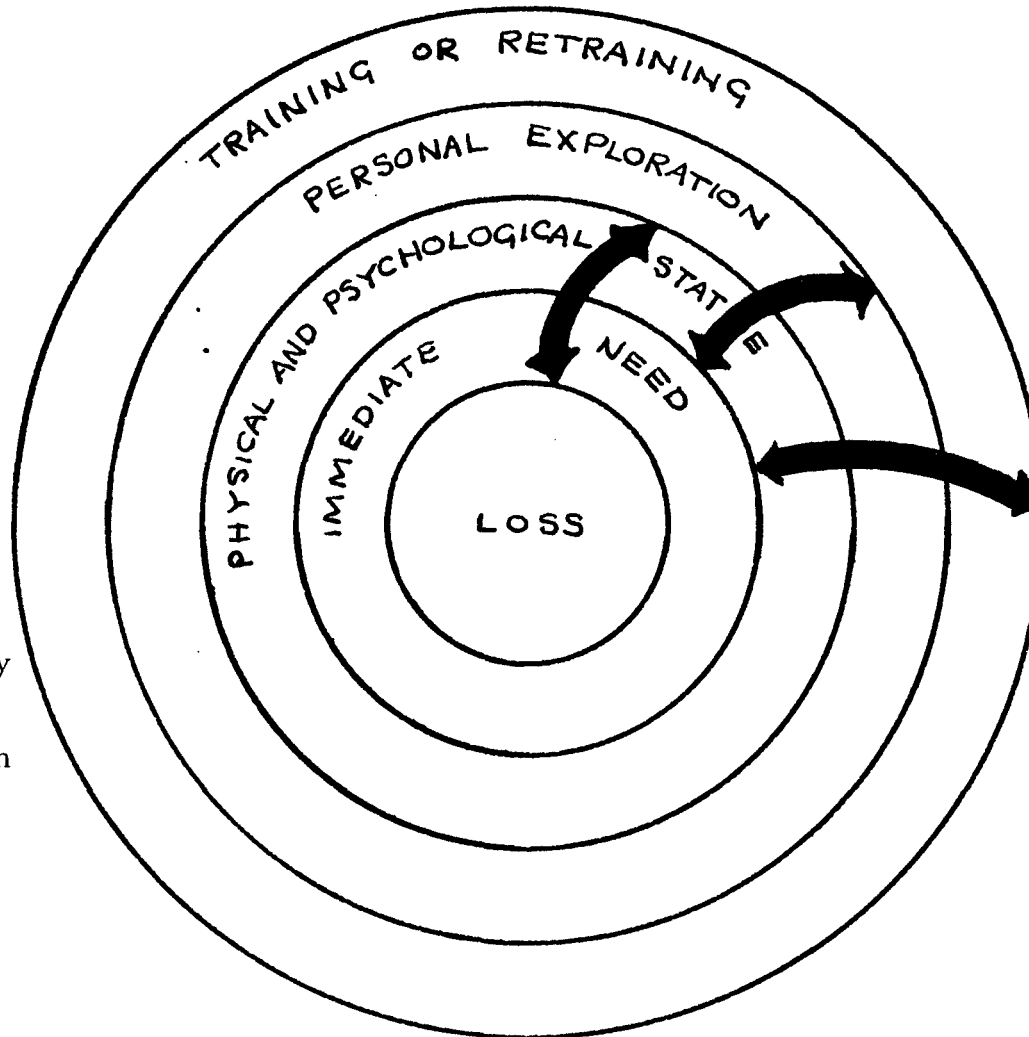 TRAINING OR RETRAINING
PERSONAL EXPLORATION
PHYSICAL AND PSYCHOLOGICAL STATE
IMMEDIATE NEED
LOSS
y
n